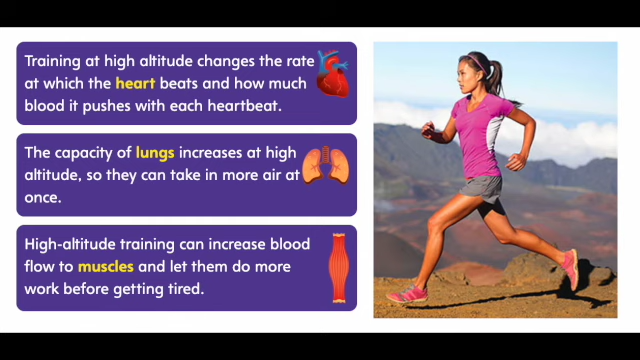 Training at high altitude changes the rate
at which the heart beats and how much
blood it pushes with each heartbeat.
The capacity of lungs increases at high
altitude, so they can take in more air at
once.
High-altitude training can increase blood
flow to muscles and let them do more
work before getting tired.